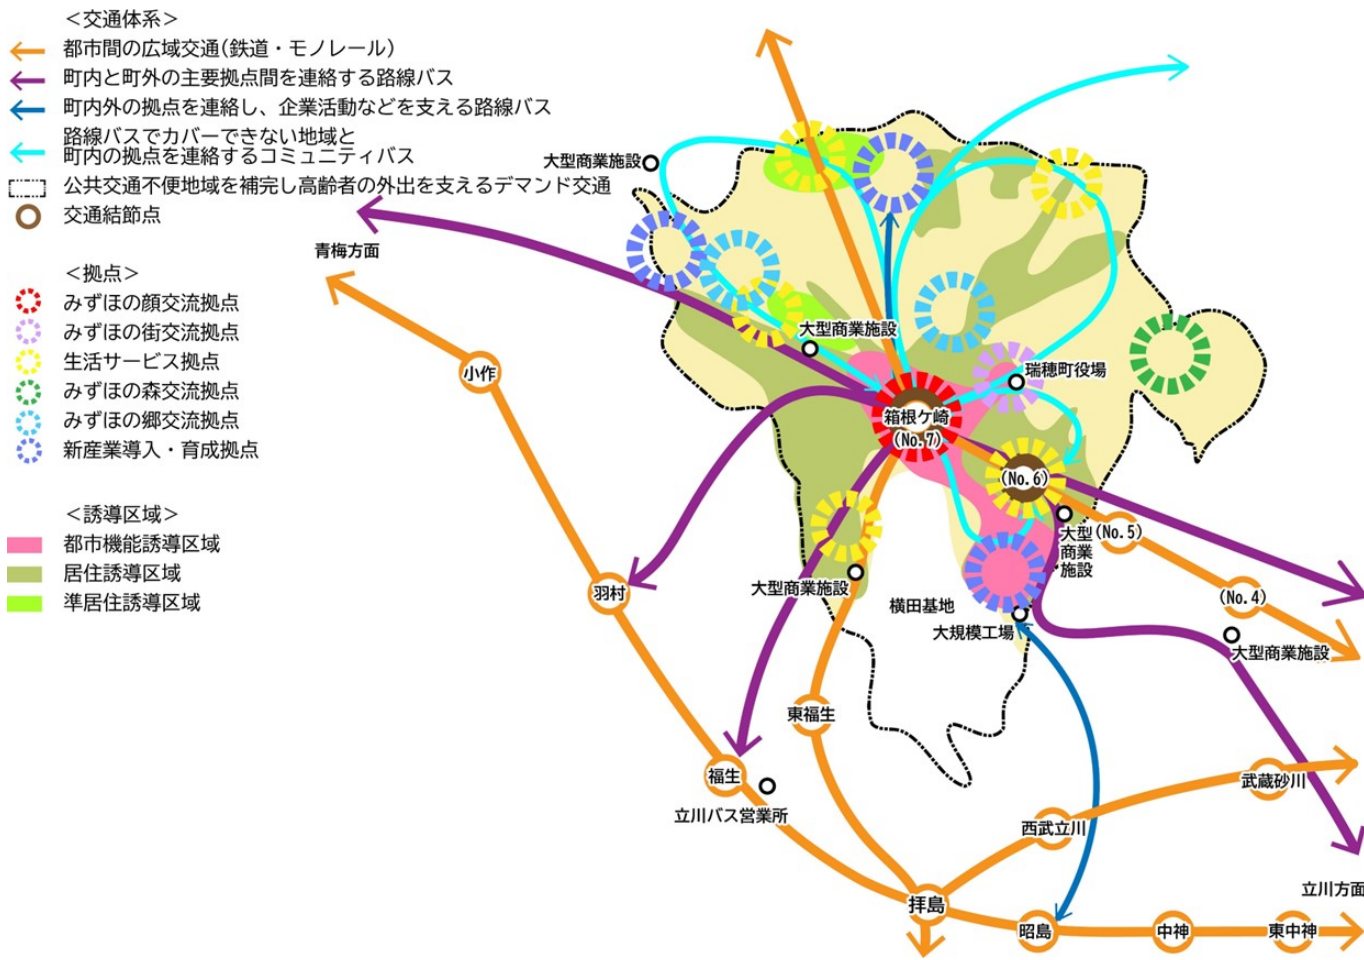 ＜交通体系＞
都市間の広域交通(鉄道・モノレール)
町内と町外の主要拠点間を連絡する路線バス
町内外の拠点を連絡し、企業活動などを支える路線バス
路線バスでカバーできない地域と
町内の拠点を連絡するコミュニティバス
公共交通不便地域を補完し高齢者の外出を支えるデマンド交通
交通結節点
＜拠点＞
みずほの顔交流拠点
みずほの街交流拠点
生活サービス拠点
みずほの森交流拠点
みずほの郷交流拠点
新産業導入・育成拠点
＜誘導区域＞
都市機能誘導区域
居住誘導区域
準居住誘導区域
大型商業施設
青梅方面
大型商業施設
瑞穂町役場
小作
箱根ケ崎
(No.7)
(No.6)
大型
商業
施設
(No.5)
大型商業施設
羽村
(No.4)
横田基地
大規模工場
大型商業施設
東福生
福生
武蔵砂川
立川バス営業所
西武立川
立川方面
拝島
昭島
中神
東中神